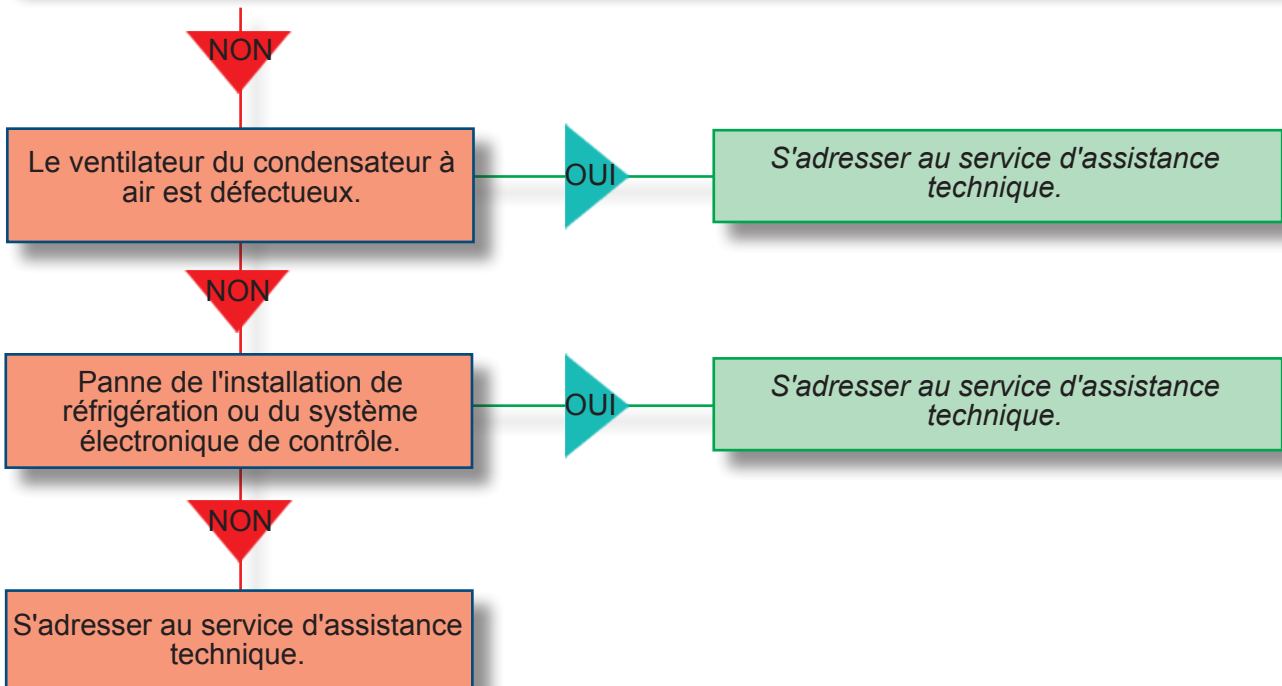 NON
Le ventilateur du condensateur à
air est défectueux.
OUI
S'adresser au service d'assistance
technique.
NON
Panne de l'installation de
réfrigération ou du système
électronique de contrôle.
OUI
S'adresser au service d'assistance
technique.
NON
S'adresser au service d'assistance
technique.